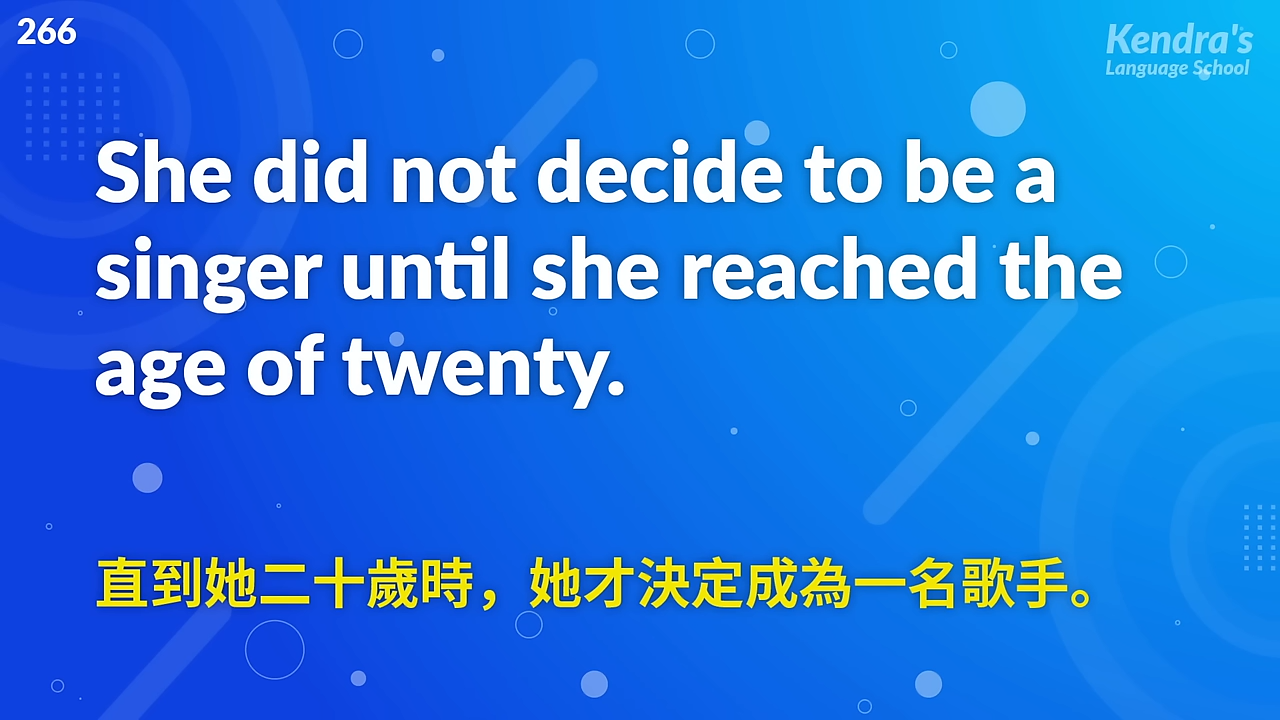 266
Kendra's
Language School
She did not decide to be a
singer until she reached the
age of twenty.
直到她二十歲時，她才決定成為一名歌手。